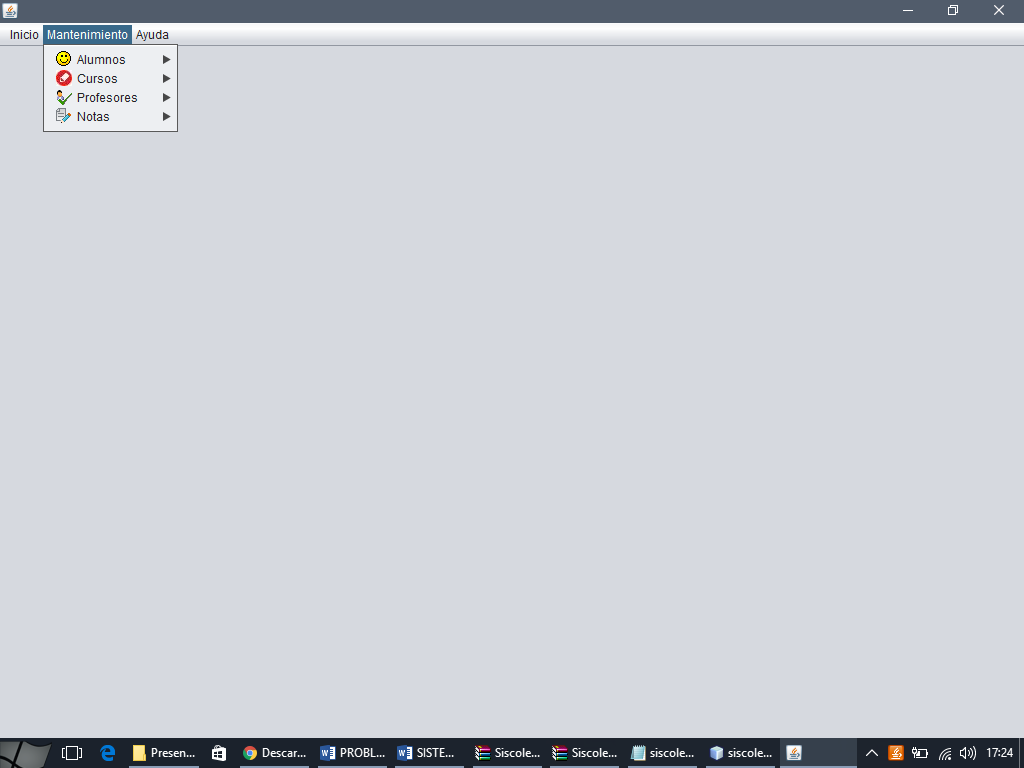 Inicio Mantenimiento Ayuda
Alumnos
Cursos
Profesores
Notas
Presen... Descar... PROBL... SISTE... Siscole... Siscole... siscole... siscole... 17:24